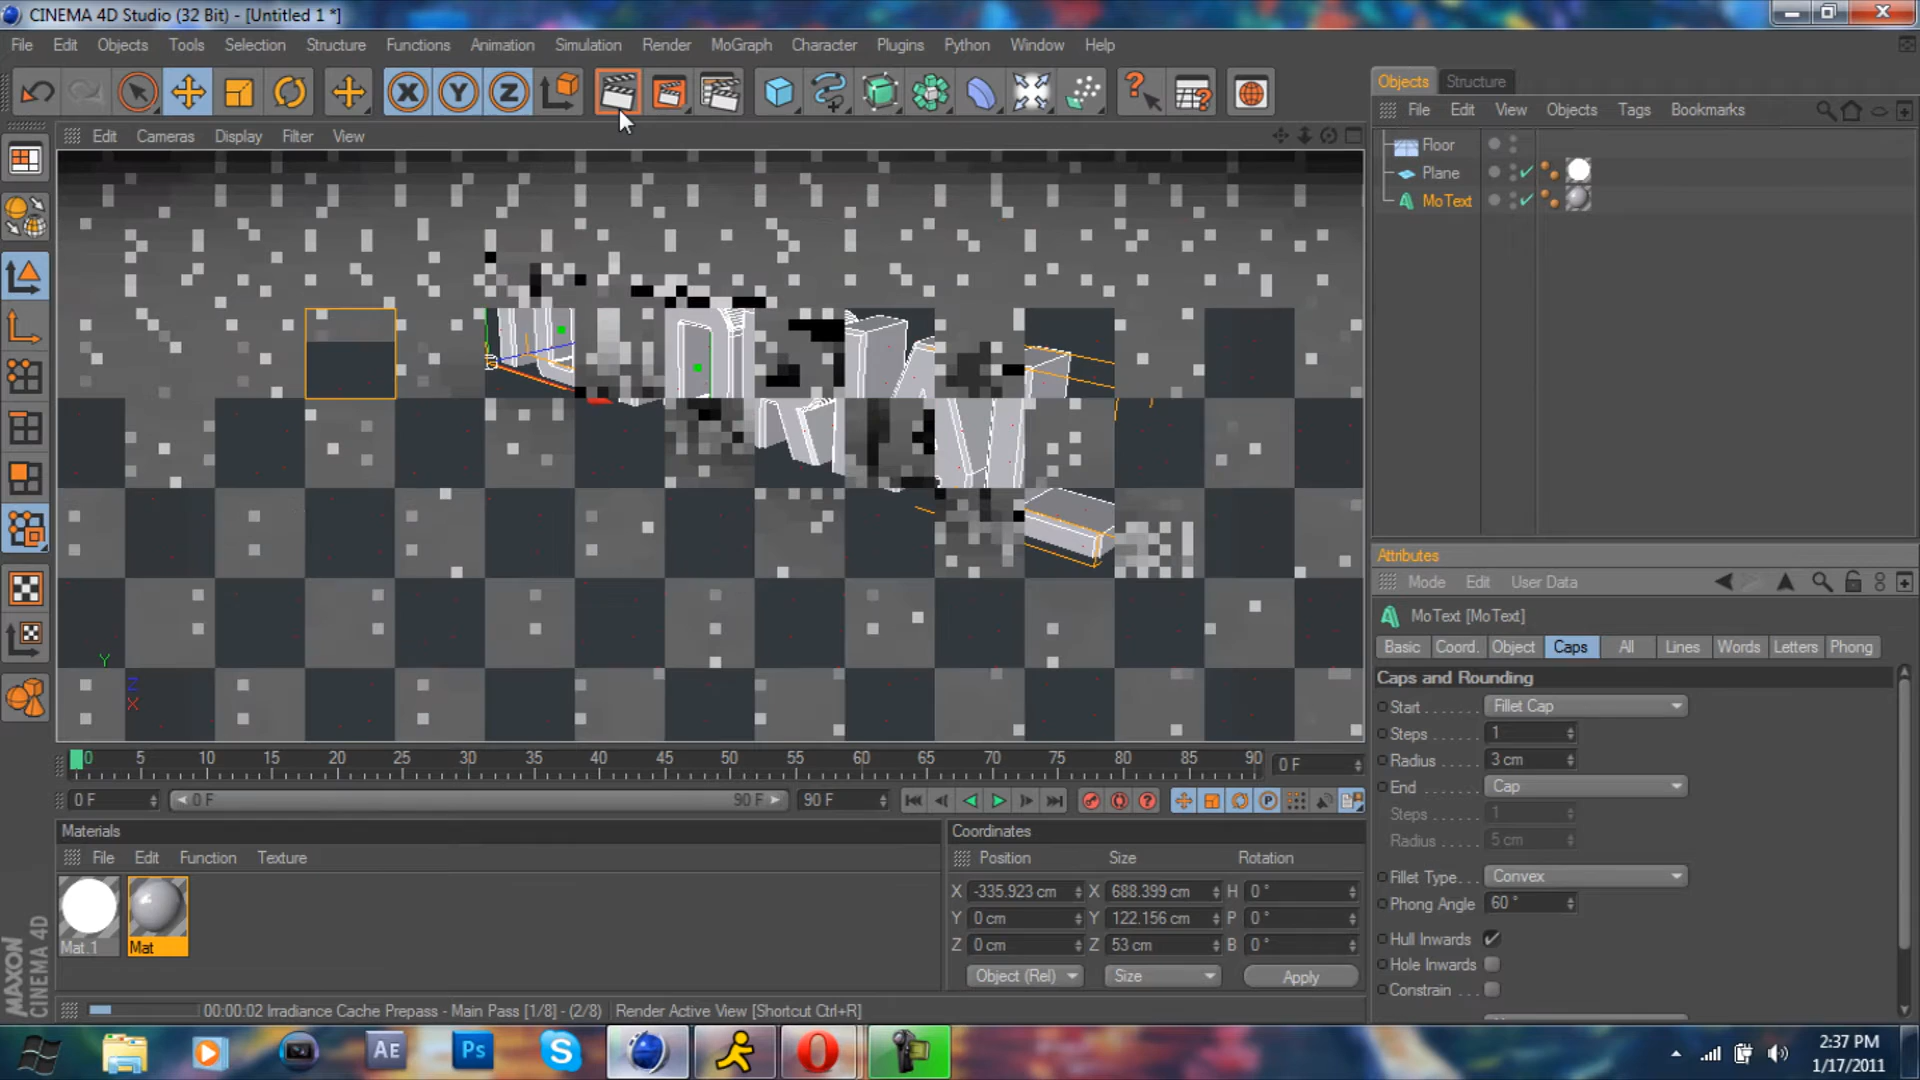 CINEMA 4D Studio (32 Bit) - [Untitled 1 *]
File Edit Objects Tools Selection Structure Functions Animation Simulation Render MoGraph Character Plugins Python Window Help
X Y Z
Objects Structure
File Edit View Objects Tags Bookmarks
Edit Cameras Display Filter View
Floor
Plane
MoText
Attributes
Mode Edit User Data
MoText [MoText]
Basic Coord. Object Caps All Lines Words Letters Phong
Caps and Rounding
Start . . . . . . . Fillet Cap
Steps . . . . . . 1
Radius . . . . . 3 cm
End . . . . . . . . Cap
Steps . . . . . . 1
Radius . . . . . 5 cm
Fillet Type. . . Convex
Phong Angle 60 °
Hull Inwards
Hole Inwards
Constrain . . .
Y
Z
X
0 5 10 15 20 25 30 35 40 45 50 55 60 65 70 75 80 85 90 0 F
0 F 0 F 90 F 90 F
Materials
File Edit Function Texture
Mat.1 Mat
Coordinates
Position Size Rotation
X -335.923 cm X 688.399 cm H 0 °
Y 0 cm Y 122.156 cm P 0 °
Z 0 cm Z 53 cm B 0 °
Object (Rel) Size Apply
MAXON
CINEMA 4D
00:00:02 Irradiance Cache Prepass - Main Pass [1/8] - (2/8) Render Active View [Shortcut Ctrl+R]
AE Ps
2:37 PM
1/17/2011